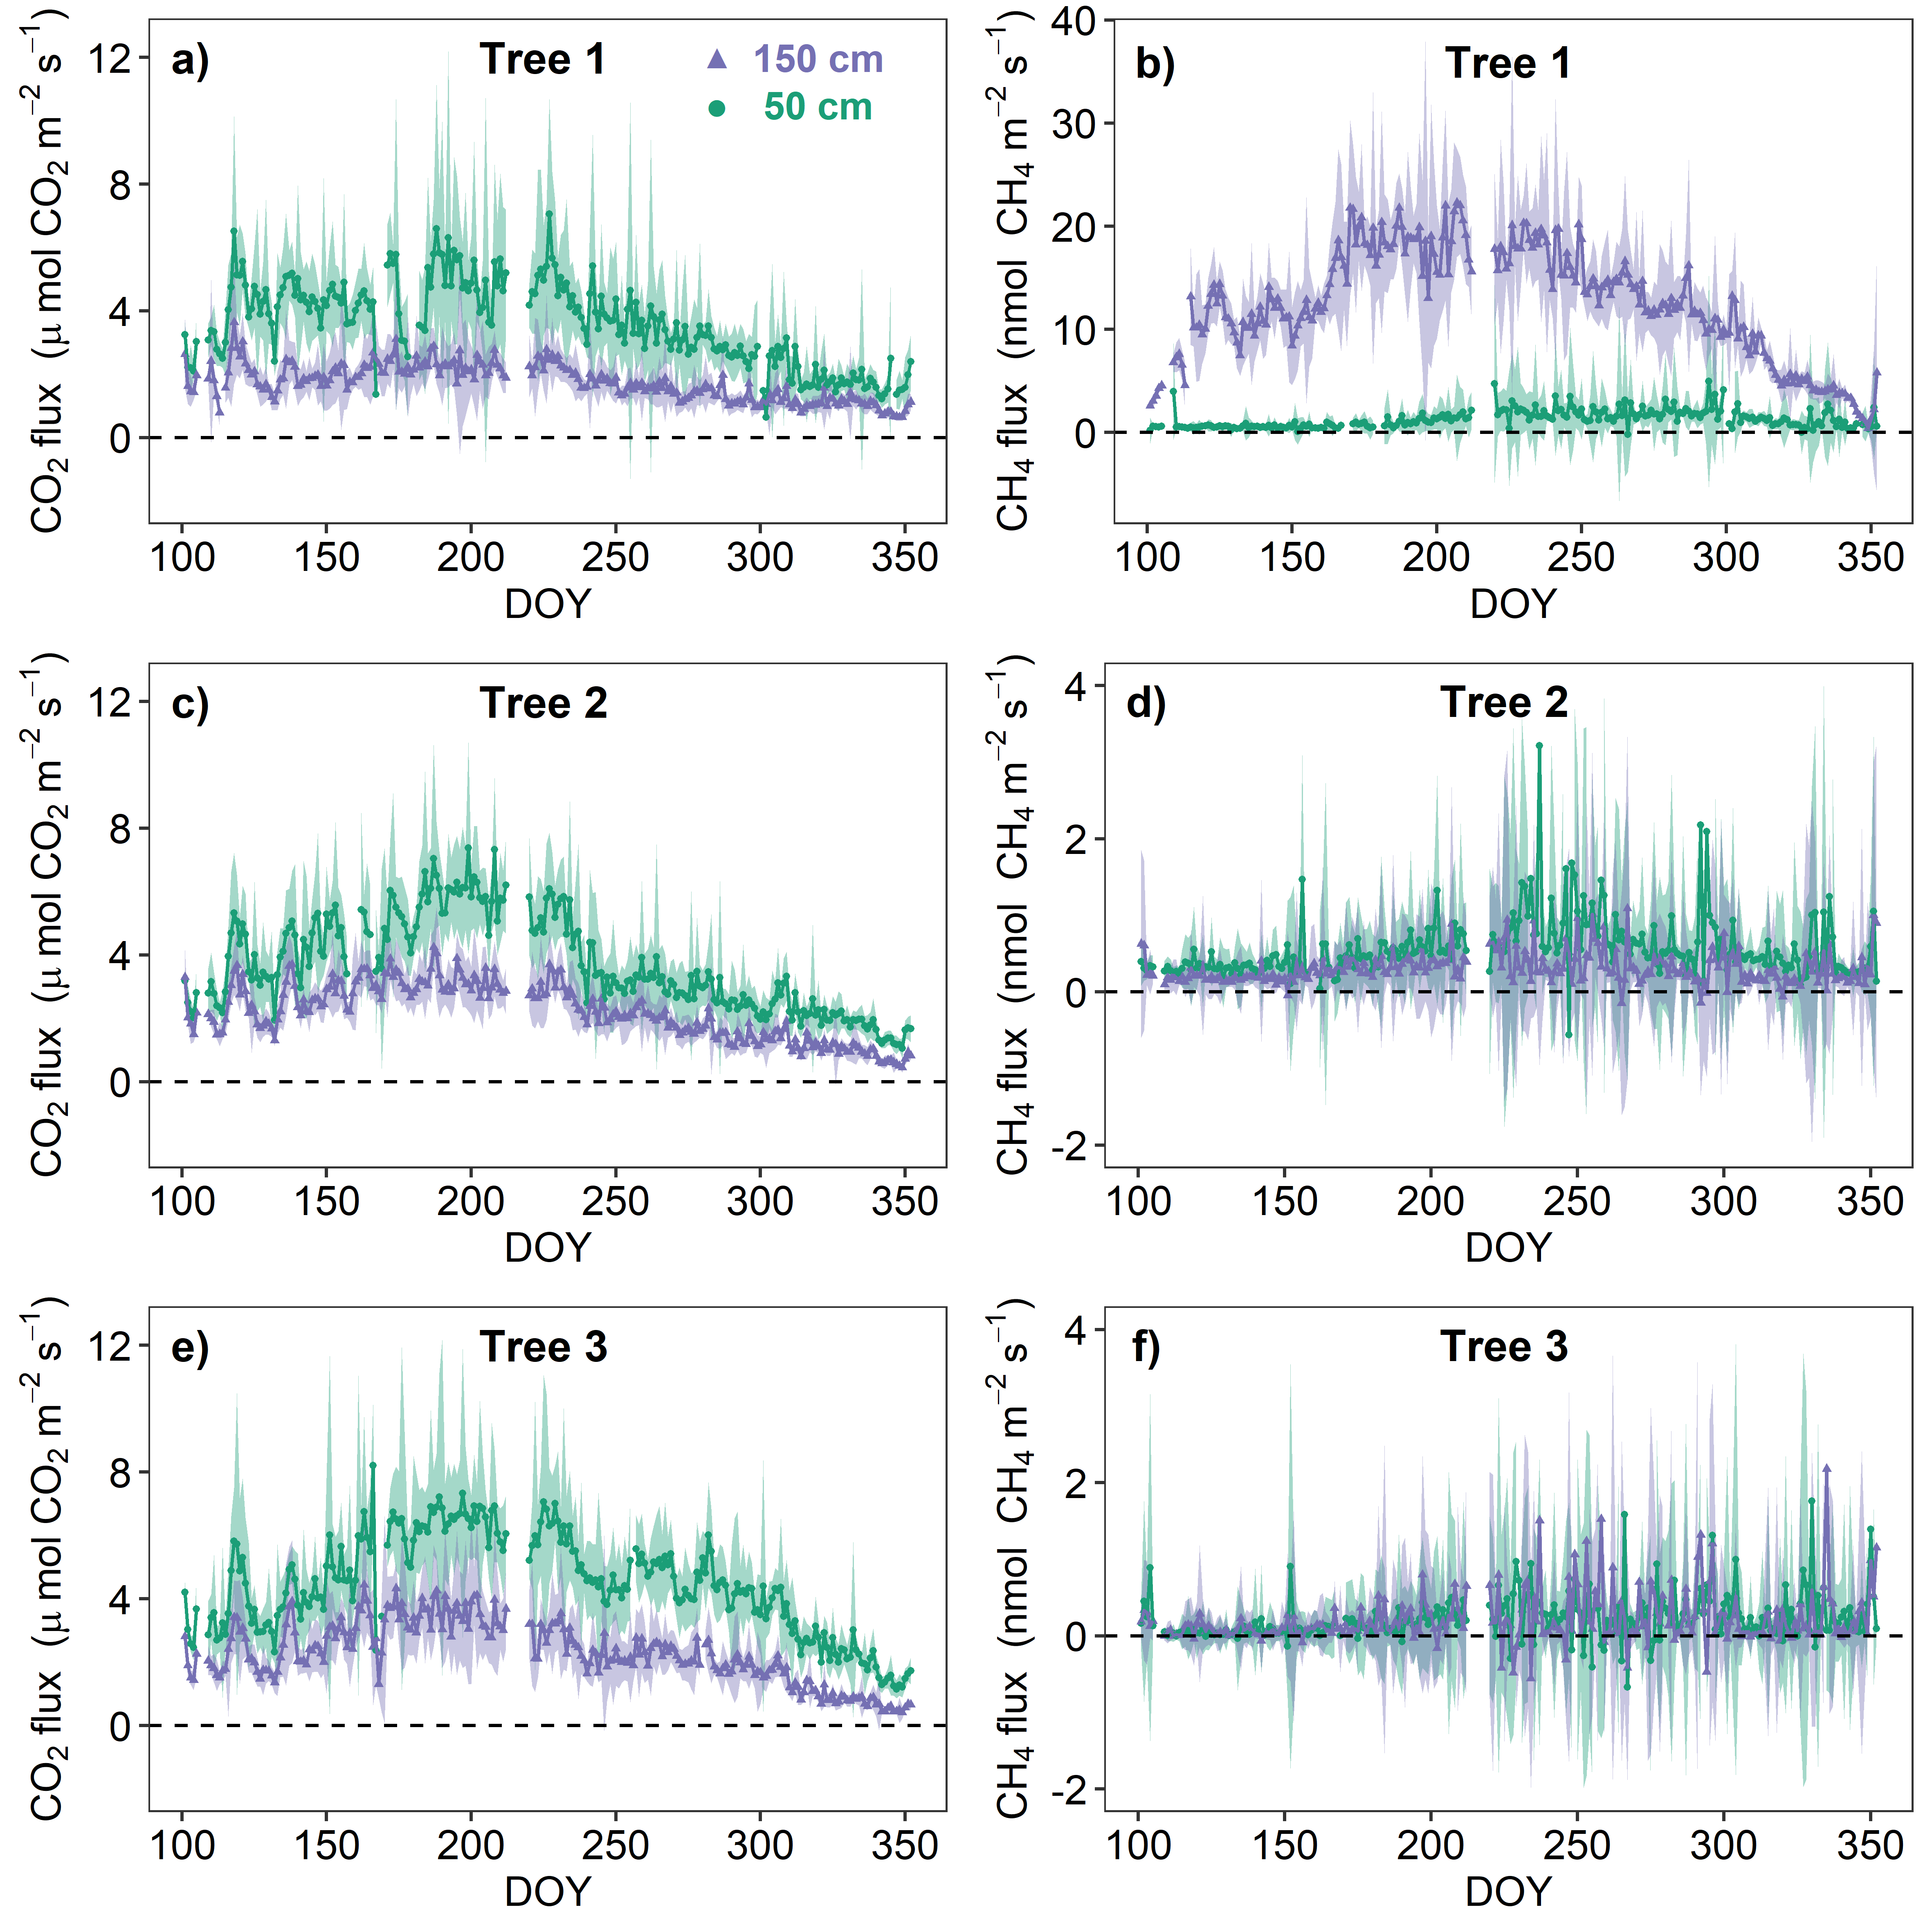 a) Tree 1
▲ 150 cm
● 50 cm
CO₂ flux (μ mol CO₂ m⁻² s⁻¹)
12
8
4
0
100 150 200 250 300 350
DOY
b) Tree 1
CH₄ flux (nmol CH₄ m⁻² s⁻¹)
40
30
20
10
0
100 150 200 250 300 350
DOY
c) Tree 2
CO₂ flux (μ mol CO₂ m⁻² s⁻¹)
12
8
4
0
100 150 200 250 300 350
DOY
d) Tree 2
CH₄ flux (nmol CH₄ m⁻² s⁻¹)
4
2
0
-2
100 150 200 250 300 350
DOY
e) Tree 3
CO₂ flux (μ mol CO₂ m⁻² s⁻¹)
12
8
4
0
100 150 200 250 300 350
DOY
f) Tree 3
CH₄ flux (nmol CH₄ m⁻² s⁻¹)
4
2
0
-2
100 150 200 250 300 350
DOY